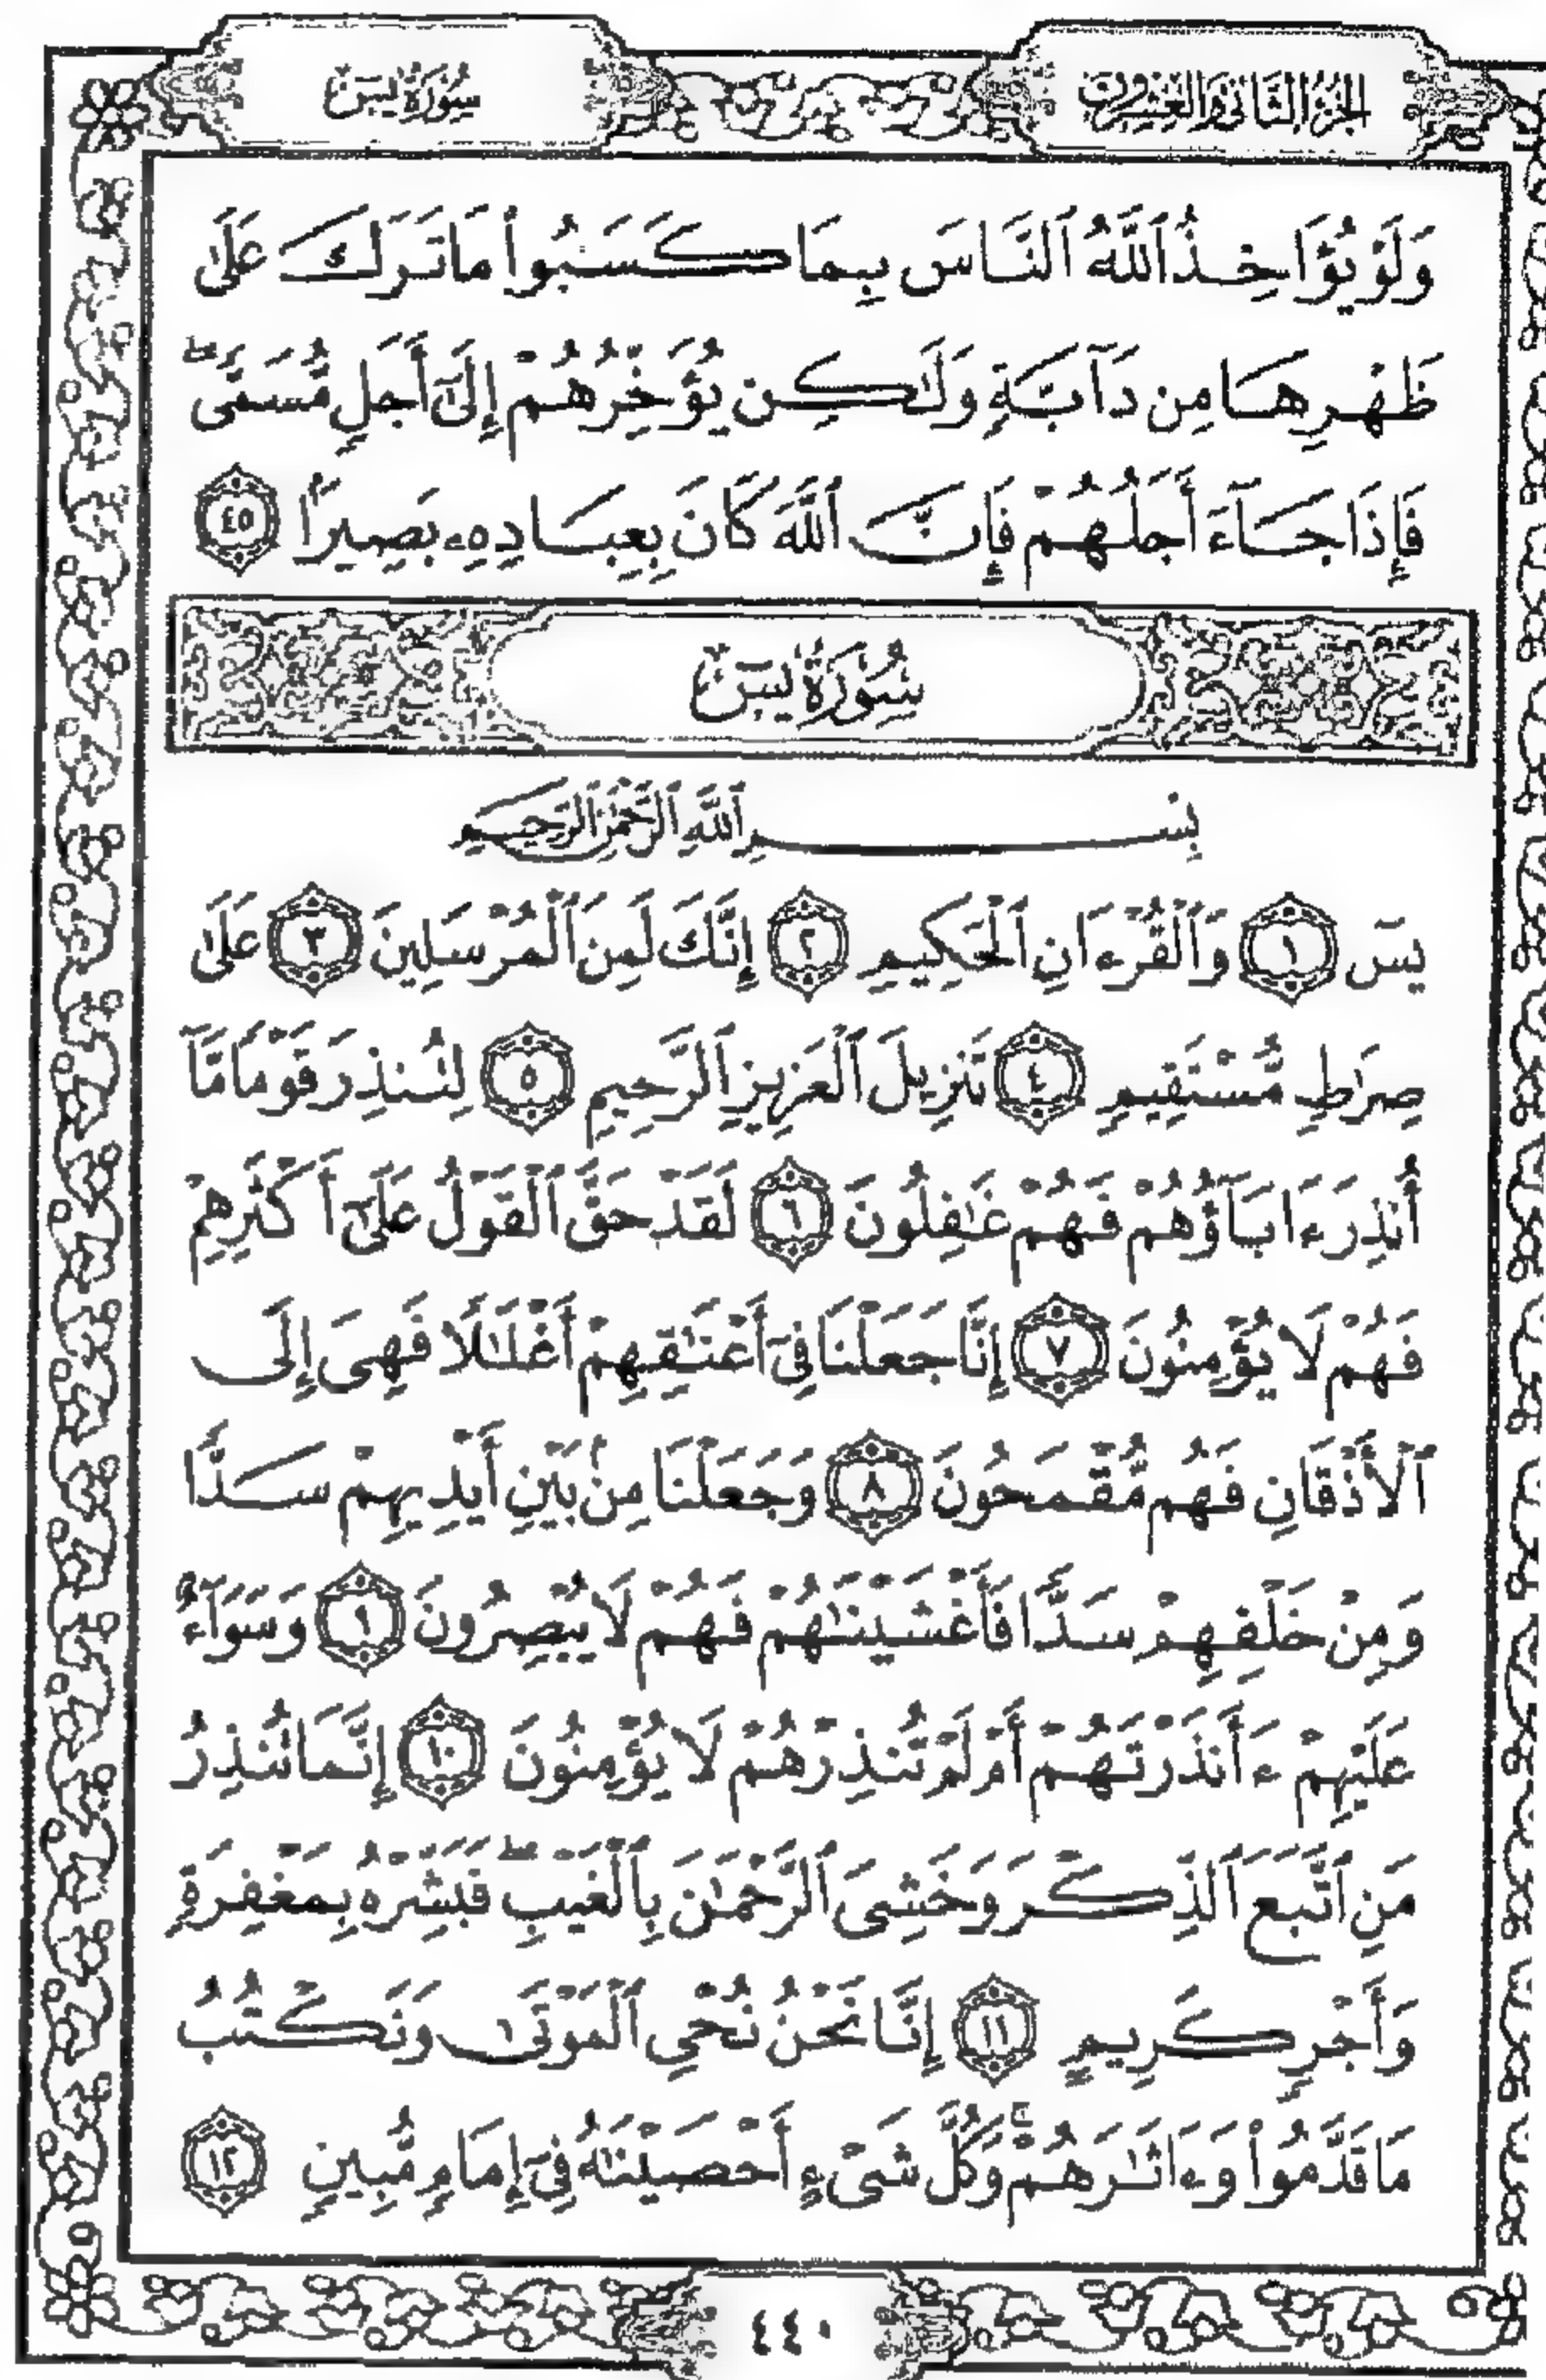 الجزء الثاني والعشرون
سورة يس
وَلَوْ يُؤَاخِذُ ٱللَّهُ ٱلنَّاسَ بِمَا كَسَبُوا۟ مَا تَرَكَ عَلَىٰ
ظَهْرِهَا مِن دَآبَّةٍ وَلَـٰكِن يُؤَخِّرُهُمْ إِلَىٰٓ أَجَلٍ مُّسَمًّى ۖ
فَإِذَا جَآءَ أَجَلُهُمْ فَإِنَّ ٱللَّهَ كَانَ بِعِبَادِهِۦ بَصِيرًۢا ٤٥
سُورَةُ يسٓ
بِسْمِ ٱللَّهِ ٱلرَّحْمَـٰنِ ٱلرَّحِيمِ
يسٓ ١ وَٱلْقُرْءَانِ ٱلْحَكِيمِ ٢ إِنَّكَ لَمِنَ ٱلْمُرْسَلِينَ ٣ عَلَىٰ
صِرَٰطٍ مُّسْتَقِيمٍ ٤ تَنزِيلَ ٱلْعَزِيزِ ٱلرَّحِيمِ ٥ لِتُنذِرَ قَوْمًا مَّآ
أُنذِرَ ءَابَآؤُهُمْ فَهُمْ غَـٰفِلُونَ ٦ لَقَدْ حَقَّ ٱلْقَوْلُ عَلَىٰٓ أَكْثَرِهِمْ
فَهُمْ لَا يُؤْمِنُونَ ٧ إِنَّا جَعَلْنَا فِىٓ أَعْنَـٰقِهِمْ أَغْلَـٰلًا فَهِىَ إِلَى
ٱلْأَذْقَانِ فَهُم مُّقْمَحُونَ ٨ وَجَعَلْنَا مِنۢ بَيْنِ أَيْدِيهِمْ سَدًّا
وَمِنْ خَلْفِهِمْ سَدًّا فَأَغْشَيْنَـٰهُمْ فَهُمْ لَا يُبْصِرُونَ ٩ وَسَوَآءٌ
عَلَيْهِمْ ءَأَنذَرْتَهُمْ أَمْ لَمْ تُنذِرْهُمْ لَا يُؤْمِنُونَ ١٠ إِنَّمَا تُنذِرُ
مَنِ ٱتَّبَعَ ٱلذِّكْرَ وَخَشِىَ ٱلرَّحْمَـٰنَ بِٱلْغَيْبِ ۖ فَبَشِّرْهُ بِمَغْفِرَةٍ
وَأَجْرٍ كَرِيمٍ ١١ إِنَّا نَحْنُ نُحْىِ ٱلْمَوْتَىٰ وَنَكْتُبُ
مَا قَدَّمُوا۟ وَءَاثَـٰرَهُمْ ۚ وَكُلَّ شَىْءٍ أَحْصَيْنَـٰهُ فِىٓ إِمَامٍ مُّبِينٍ ١٢
٤٤٠